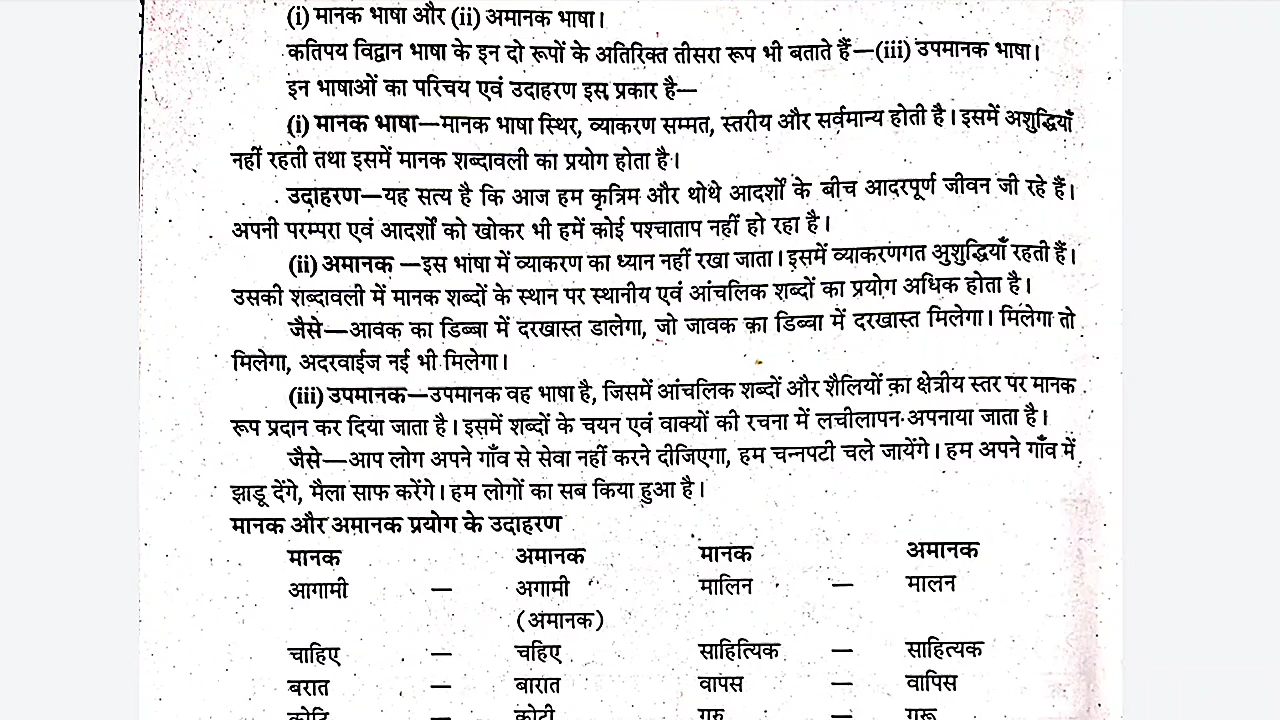 (i) मानक भाषा और (ii) अमानक भाषा।
कतिपय विद्वान भाषा के इन दो रूपों के अतिरिक्त तीसरा रूप भी बताते हैं—(iii) उपमानक भाषा।
इन भाषाओं का परिचय एवं उदाहरण इस प्रकार है—
(i) मानक भाषा—मानक भाषा स्थिर, व्याकरण सम्मत, स्तरीय और सर्वमान्य होती है। इसमें अशुद्धियाँ
नहीं रहती तथा इसमें मानक शब्दावली का प्रयोग होता है।
उदाहरण—यह सत्य है कि आज हम कृत्रिम और थोथे आदर्शों के बीच आदरपूर्ण जीवन जी रहे हैं।
अपनी परम्परा एवं आदर्शों को खोकर भी हमें कोई पश्चाताप नहीं हो रहा है।
(ii) अमानक —इस भाषा में व्याकरण का ध्यान नहीं रखा जाता। इसमें व्याकरणगत अुशुद्धियाँ रहती हैं।
उसकी शब्दावली में मानक शब्दों के स्थान पर स्थानीय एवं आंचलिक शब्दों का प्रयोग अधिक होता है।
जैसे—आवक का डिब्बा में दरखास्त डालेगा, जो जावक का डिब्बा में दरखास्त मिलेगा। मिलेगा तो
मिलेगा, अदरवाईज नई भी मिलेगा।
(iii) उपमानक—उपमानक वह भाषा है, जिसमें आंचलिक शब्दों और शैलियों का क्षेत्रीय स्तर पर मानक
रूप प्रदान कर दिया जाता है। इसमें शब्दों के चयन एवं वाक्यों की रचना में लचीलापन अपनाया जाता है।
जैसे—आप लोग अपने गाँव से सेवा नहीं करने दीजिएगा, हम चन्नपटी चले जायेंगे। हम अपने गाँव में
झाडू देंगे, मैला साफ करेंगे। हम लोगों का सब किया हुआ है।
मानक और अमानक प्रयोग के उदाहरण
मानक अमानक मानक अमानक
आगामी — अगामी मालिन — मालन
(अमानक)
चाहिए — चहिए साहित्यिक — साहित्यक
बरात — बारात वापस — वापिस
कोटि — कोटी गुरु — गुरू